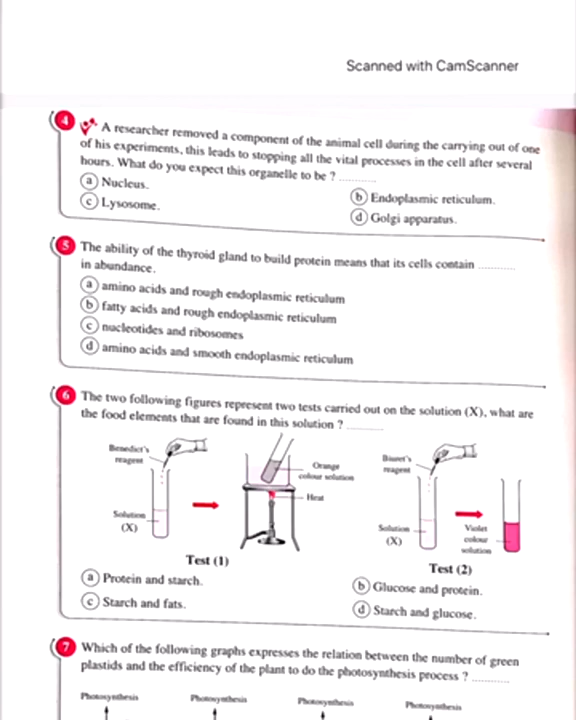 Scanned with CamScanner
4 A researcher removed a component of the animal cell during the carrying out of one
of his experiments, this leads to stopping all the vital processes in the cell after several
hours. What do you expect this organelle to be ? ............
a Nucleus.
b Endoplasmic reticulum.
c Lysosome.
d Golgi apparatus.
5 The ability of the thyroid gland to build protein means that its cells contain ............
in abundance.
a amino acids and rough endoplasmic reticulum
b fatty acids and rough endoplasmic reticulum
c nucleotides and ribosomes
d amino acids and smooth endoplasmic reticulum
6 The two following figures represent two tests carried out on the solution (X), what are
the food elements that are found in this solution ? ............
Benedict's
reagent
Orange
colour solution
Heat
Solution
(X)
Test (1)
Biuret's
reagent
Solution
(X)
Violet
colour
solution
Test (2)
a Protein and starch.
b Glucose and protein.
c Starch and fats.
d Starch and glucose.
7 Which of the following graphs expresses the relation between the number of green
plastids and the efficiency of the plant to do the photosynthesis process ? ............
Photosynthesis
Photosynthesis
Photosynthesis
Photosynthesis